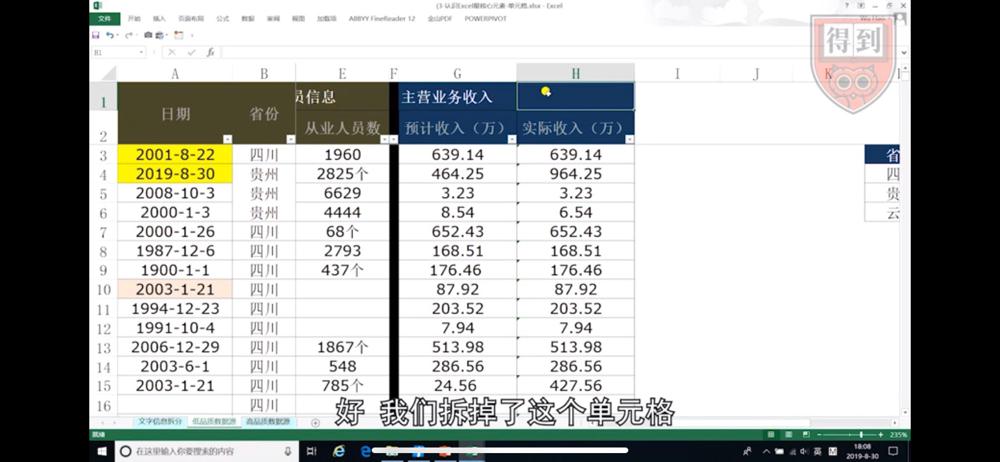 (3-认识Excel最核心元素-单元格.xlsx - Excel
得到
文件 开始 插入 页面布局 公式 数据 审阅 视图 加载项 ABBYY FineReader 12 金山PDF POWERPIVOT
H1 fx
A B E F G H I J K
1 日期 省份 员信息 主营业务收入
2 从业人员数 预计收入（万） 实际收入（万）
3 2001-8-22 四川 1960 639.14 639.14 省
4 2019-8-30 贵州 2825个 464.25 964.25 四
5 2008-10-3 贵州 6629 3.23 3.23 贵
6 2000-1-3 贵州 4444 8.54 6.54 云
7 2000-1-26 四川 68个 652.43 652.43
8 1987-12-6 四川 2793 168.51 168.51
9 1900-1-1 四川 437个 176.46 176.46
10 2003-1-21 四川 87.92 87.92
11 1994-12-23 四川 203.52 203.52
12 1991-10-4 四川 7.94 7.94
13 2006-12-29 四川 1867个 513.98 513.98
14 2003-6-1 四川 548 286.56 286.56
15 2003-1-21 四川 785个 24.56 427.56
16 四川
好 我们拆掉了这个单元格
文字信息拆分 低品质数据源 高品质数据源
就绪 235%
在这里输入你要搜索的内容 英 18:08
2019-8-30